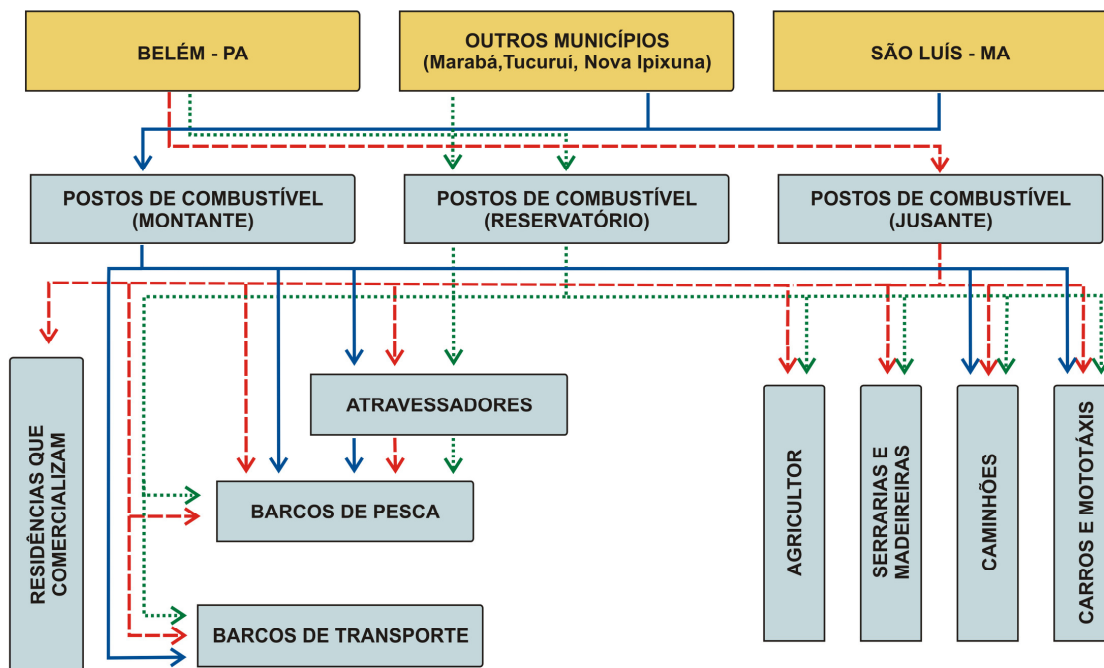 BELÉM - PA
OUTROS MUNICÍPIOS
(Marabá,Tucuruí, Nova Ipixuna)
SÃO LUÍS - MA
POSTOS DE COMBUSTÍVEL
(MONTANTE)
POSTOS DE COMBUSTÍVEL
(RESERVATÓRIO)
POSTOS DE COMBUSTÍVEL
(JUSANTE)
RESIDÊNCIAS QUE
COMERCIALIZAM
ATRAVESSADORES
BARCOS DE PESCA
BARCOS DE TRANSPORTE
AGRICULTOR
SERRARIAS E
MADEIREIRAS
CAMINHÕES
CARROS E MOTOTÁXIS